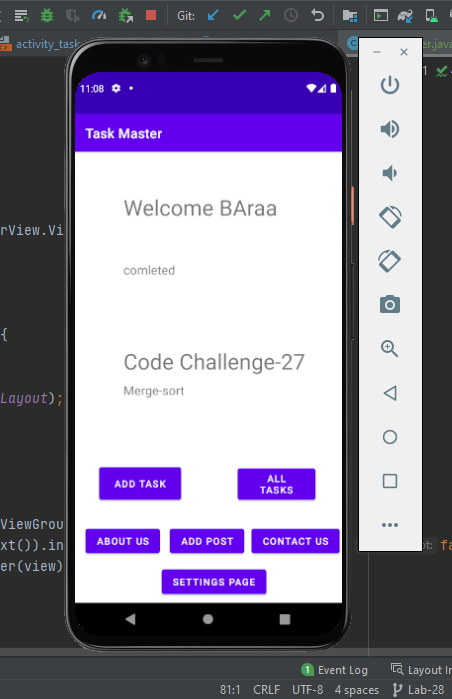 Git:
activity_task
er.java
11:08
1
Task Master
Welcome BAraa
rView.Vi
comleted
{
Code Challenge-27
Merge-sort
Layout);
ADD TASK
ALL TASKS
ViewGrou
ABOUT US
ADD POST
CONTACT US
xt()).in
ot:
fa
er(view)
SETTINGS PAGE
1 Event Log
Layout In
81:1 CRLF UTF-8 4 spaces Lab-28